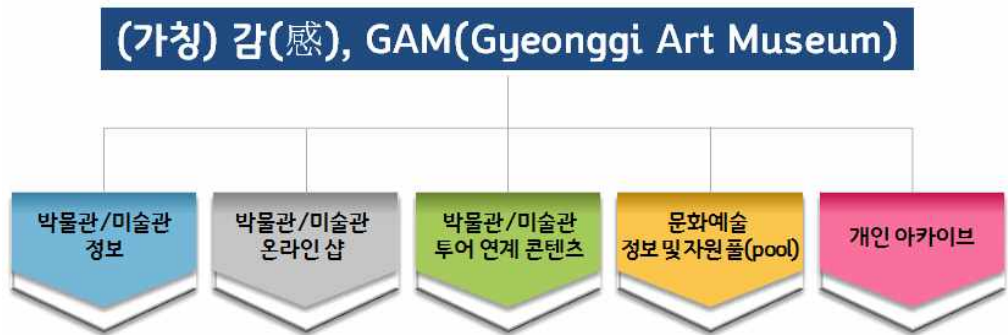 (가칭) 감(感), GAM(Gyeonggi Art Museum)
박물관/미술관
정보
박물관/미술관
온라인 샵
박물관/미술관
투어 연계 콘텐츠
문화예술
정보 및 자원 풀(pool)
개인 아카이브